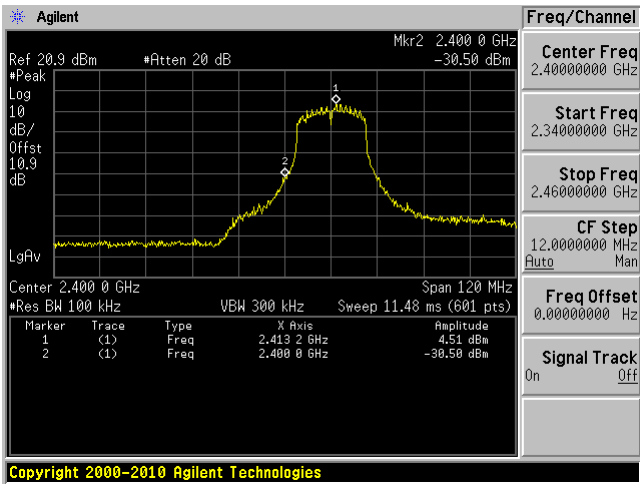 Agilent
Freq/Channel
Mkr2 2.400 0 GHz
Ref 20.9 dBm #Atten 20 dB -30.50 dBm
#Peak
Log
10
dB/
Offst
10.9
dB
LgAv
1
2
Center 2.400 0 GHz Span 120 MHz
#Res BW 100 kHz VBW 300 kHz Sweep 11.48 ms (601 pts)
Marker Trace Type X Axis Amplitude
1 (1) Freq 2.413 2 GHz 4.51 dBm
2 (1) Freq 2.400 0 GHz -30.50 dBm
Center Freq
2.40000000 GHz
Start Freq
2.34000000 GHz
Stop Freq
2.46000000 GHz
CF Step
12.0000000 MHz
Auto Man
Freq Offset
0.00000000 Hz
Signal Track
On Off
Copyright 2000-2010 Agilent Technologies